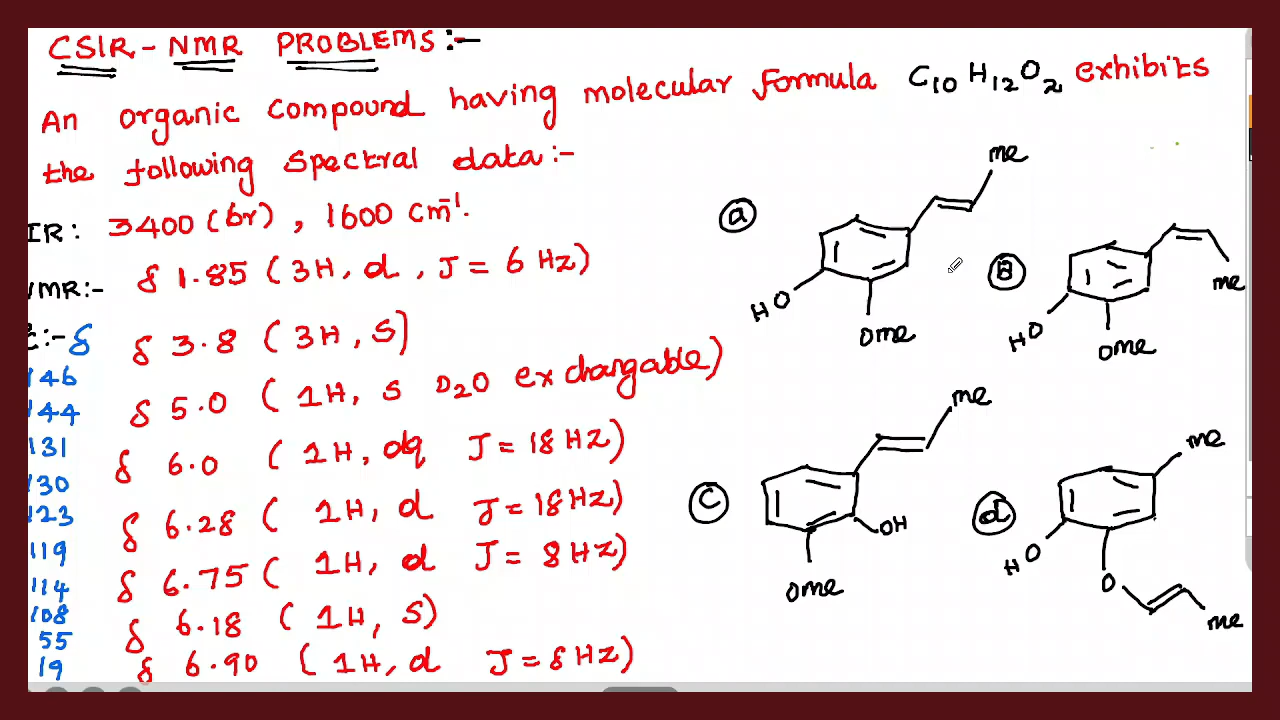 CSIR - NMR PROBLEMS :-
An organic compound having molecular formula C10 H12 O2 exhibits
the following spectral data :-
IR: 3400 (br) , 1600 cm-1.
NMR:- δ 1.85 ( 3H, d , J = 6 Hz)
:- δ
δ 3.8 ( 3H, S)
δ 5.0 ( 1H, S D2O exchangable)
δ 6.0 ( 1H, dq J = 18 Hz)
δ 6.28 ( 1H, d J = 18 Hz)
δ 6.75 ( 1H, d J = 8 Hz)
δ 6.18 ( 1H, S)
δ 6.90 ( 1H, d J = 8 Hz)
146
144
131
130
123
119
114
108
55
19
a
Me
HO
OMe
B
Me
HO
OMe
C
Me
OH
OMe
d
Me
HO
O
Me